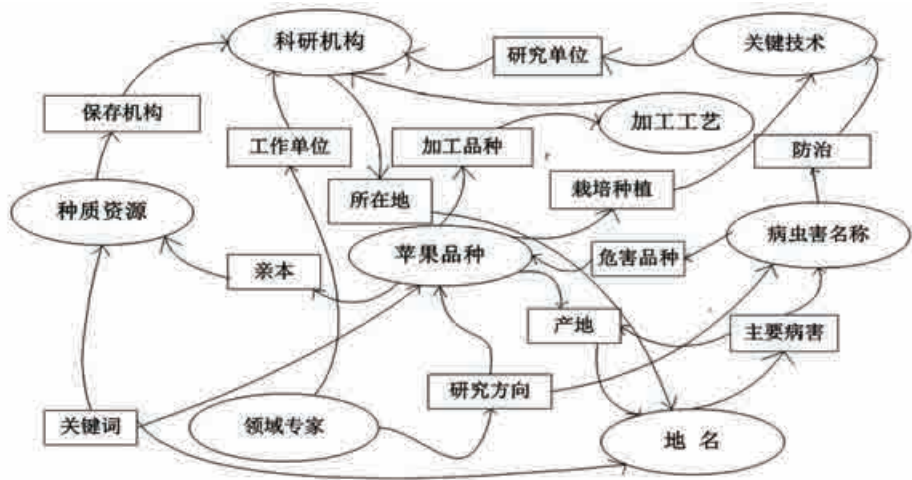 科研机构
关键技术
研究单位
保存机构
工作单位
加工品种
加工工艺
防治
所在地
栽培种植
种质资源
苹果品种
危害品种
病虫害名称
亲本
产地
主要病害
研究方向
关键词
领域专家
地名